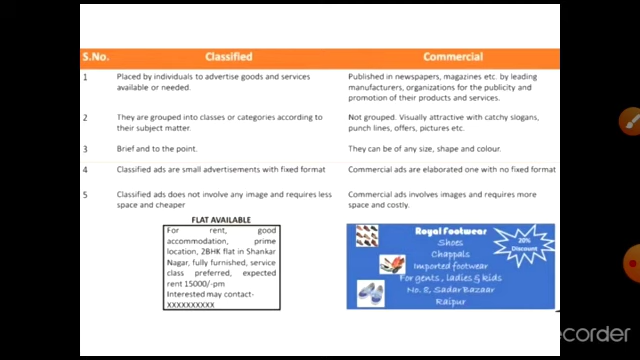 S.No. Classified Commercial
1 Placed by individuals to advertise goods and services Published in newspapers, magazines etc. by leading
available or needed. manufacturers, organizations for the publicity and
promotion of their products and services.
2 They are grouped into classes or categories according to Not grouped. Visually attractive with catchy slogans,
their subject matter. punch lines, offers, pictures etc.
3 Brief and to the point. They can be of any size, shape and colour.
4 Classified ads are small advertisements with fixed format Commercial ads are elaborated one with no fixed format
5 Classified ads does not involve any image and requires less Commercial ads involves images and requires more
space and cheaper space and costly.
FLAT AVAILABLE
For rent, good
accommodation, prime
location, 2BHK flat in Shankar
Nagar, fully furnished, service
class preferred, expected
rent 15000/-pm
Interested may contact-
XXXXXXXXXX
Royal Footwear
Shoes
Chappals
Imported footwear
For gents, ladies & kids
No. 8, Sadar Bazaar
Raipur
20%
Discount
corder